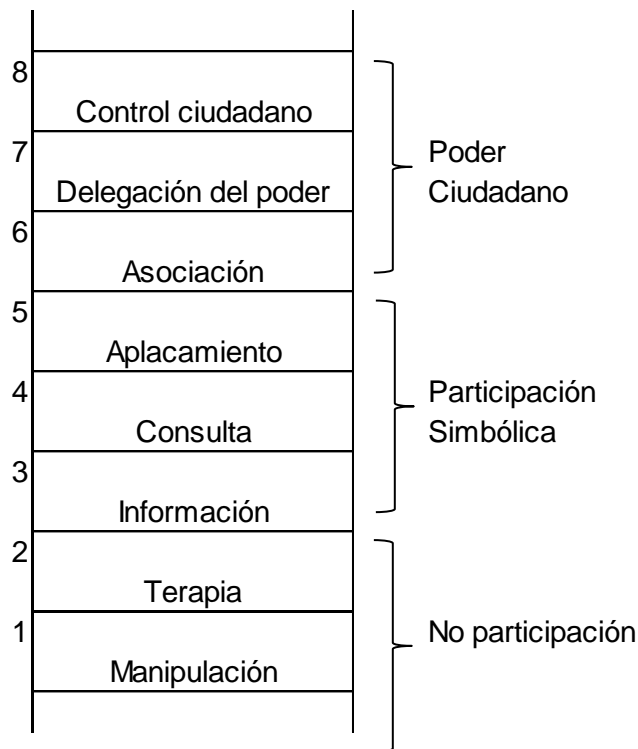 8
Control ciudadano
7
Delegación del poder
6
Asociación
Poder
Ciudadano
5
Aplacamiento
4
Consulta
3
Información
Participación
Simbólica
2
Terapia
1
Manipulación
No participación